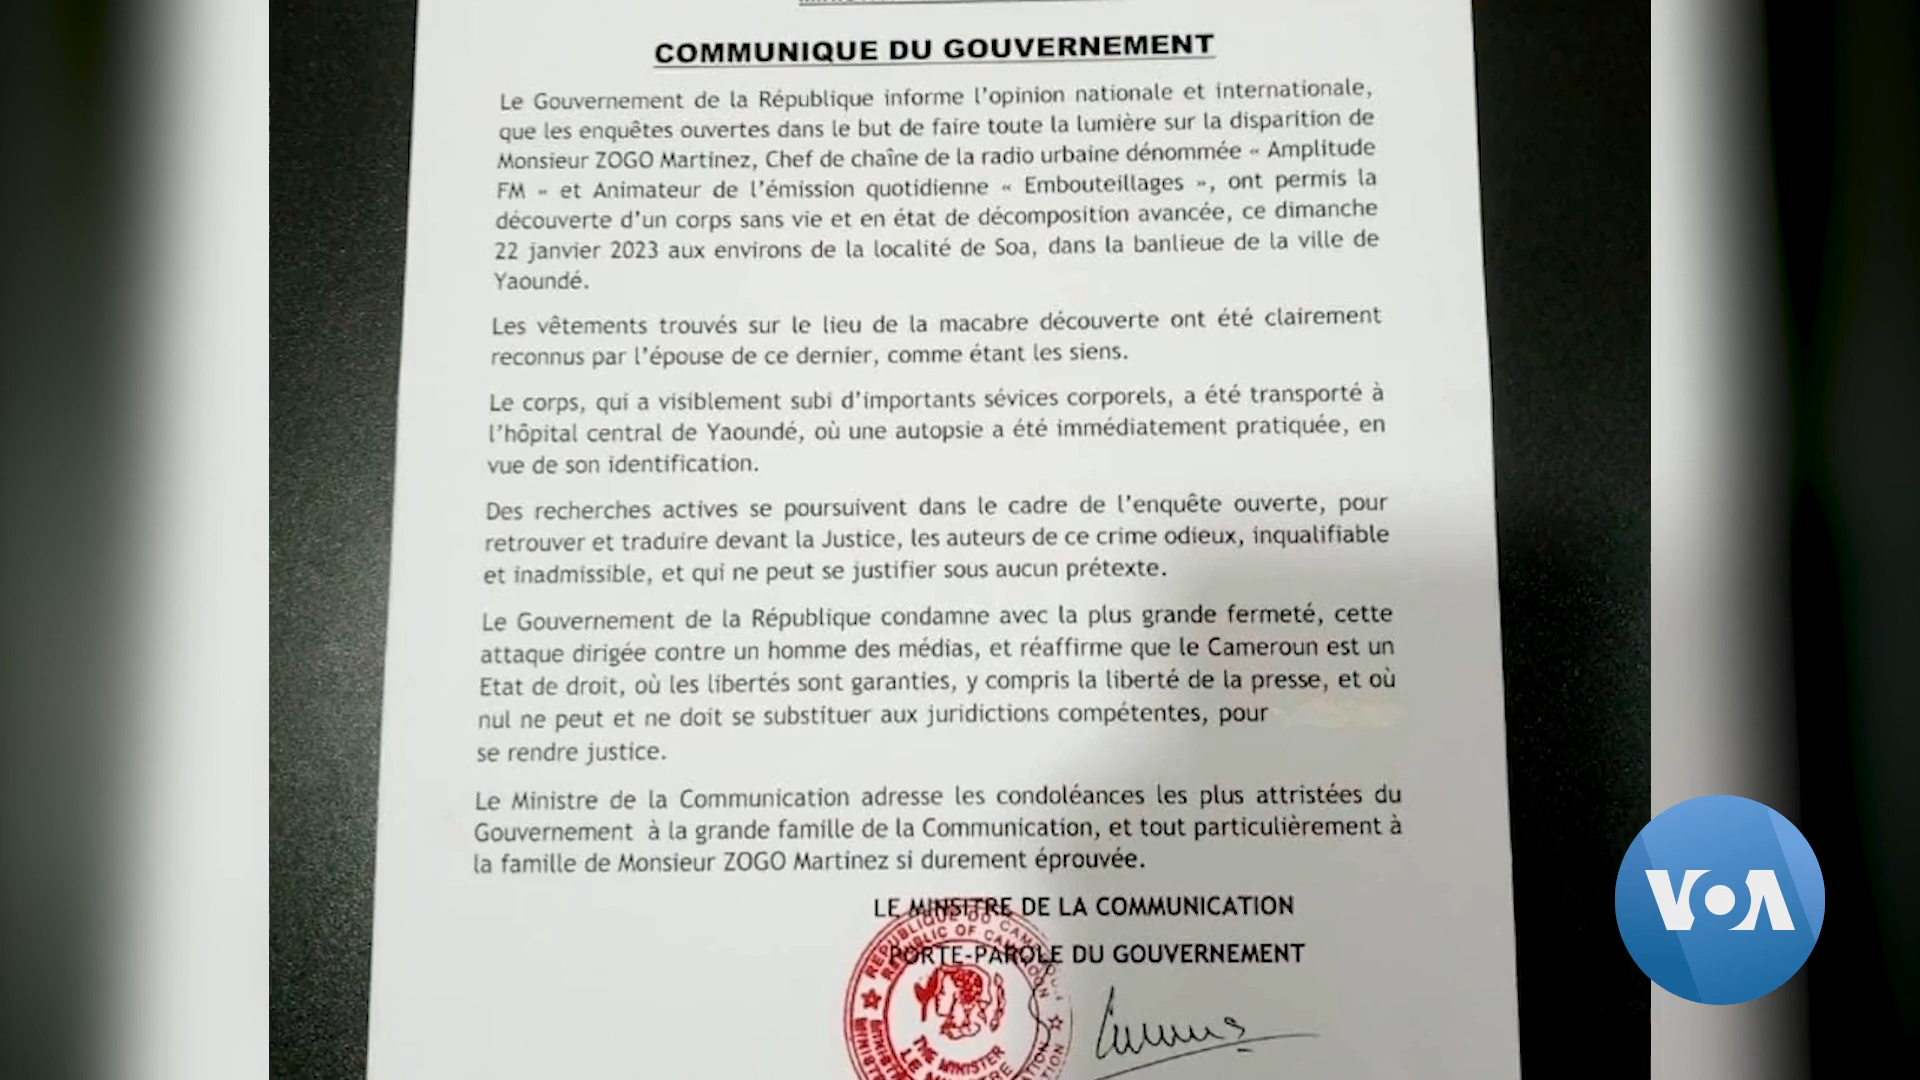 COMMUNIQUE DU GOUVERNEMENT
Le Gouvernement de la République informe l'opinion nationale et internationale,
que les enquêtes ouvertes dans le but de faire toute la lumière sur la disparition de
Monsieur ZOGO Martinez, Chef de chaîne de la radio urbaine dénommée « Amplitude
FM » et Animateur de l'émission quotidienne « Embouteillages », ont permis la
découverte d'un corps sans vie et en état de décomposition avancée, ce dimanche
22 janvier 2023 aux environs de la localité de Soa, dans la banlieue de la ville de
Yaoundé.
Les vêtements trouvés sur le lieu de la macabre découverte ont été clairement
reconnus par l'épouse de ce dernier, comme étant les siens.
Le corps, qui a visiblement subi d'importants sévices corporels, a été transporté à
l'hôpital central de Yaoundé, où une autopsie a été immédiatement pratiquée, en
vue de son identification.
Des recherches actives se poursuivent dans le cadre de l'enquête ouverte, pour
retrouver et traduire devant la Justice, les auteurs de ce crime odieux, inqualifiable
et inadmissible, et qui ne peut se justifier sous aucun prétexte.
Le Gouvernement de la République condamne avec la plus grande fermeté, cette
attaque dirigée contre un homme des médias, et réaffirme que le Cameroun est un
Etat de droit, où les libertés sont garanties, y compris la liberté de la presse, et où
nul ne peut et ne doit se substituer aux juridictions compétentes, pour
se rendre justice.
Le Ministre de la Communication adresse les condoléances les plus attristées du
Gouvernement à la grande famille de la Communication, et tout particulièrement à
la famille de Monsieur ZOGO Martinez si durement éprouvée.
LE MINSITRE DE LA COMMUNICATION
PORTE-PAROLE DU GOUVERNEMENT
REPUBLIQUE DU CAMEROUN
REPUBLIC OF CAMEROON
THE MINISTER
VOA